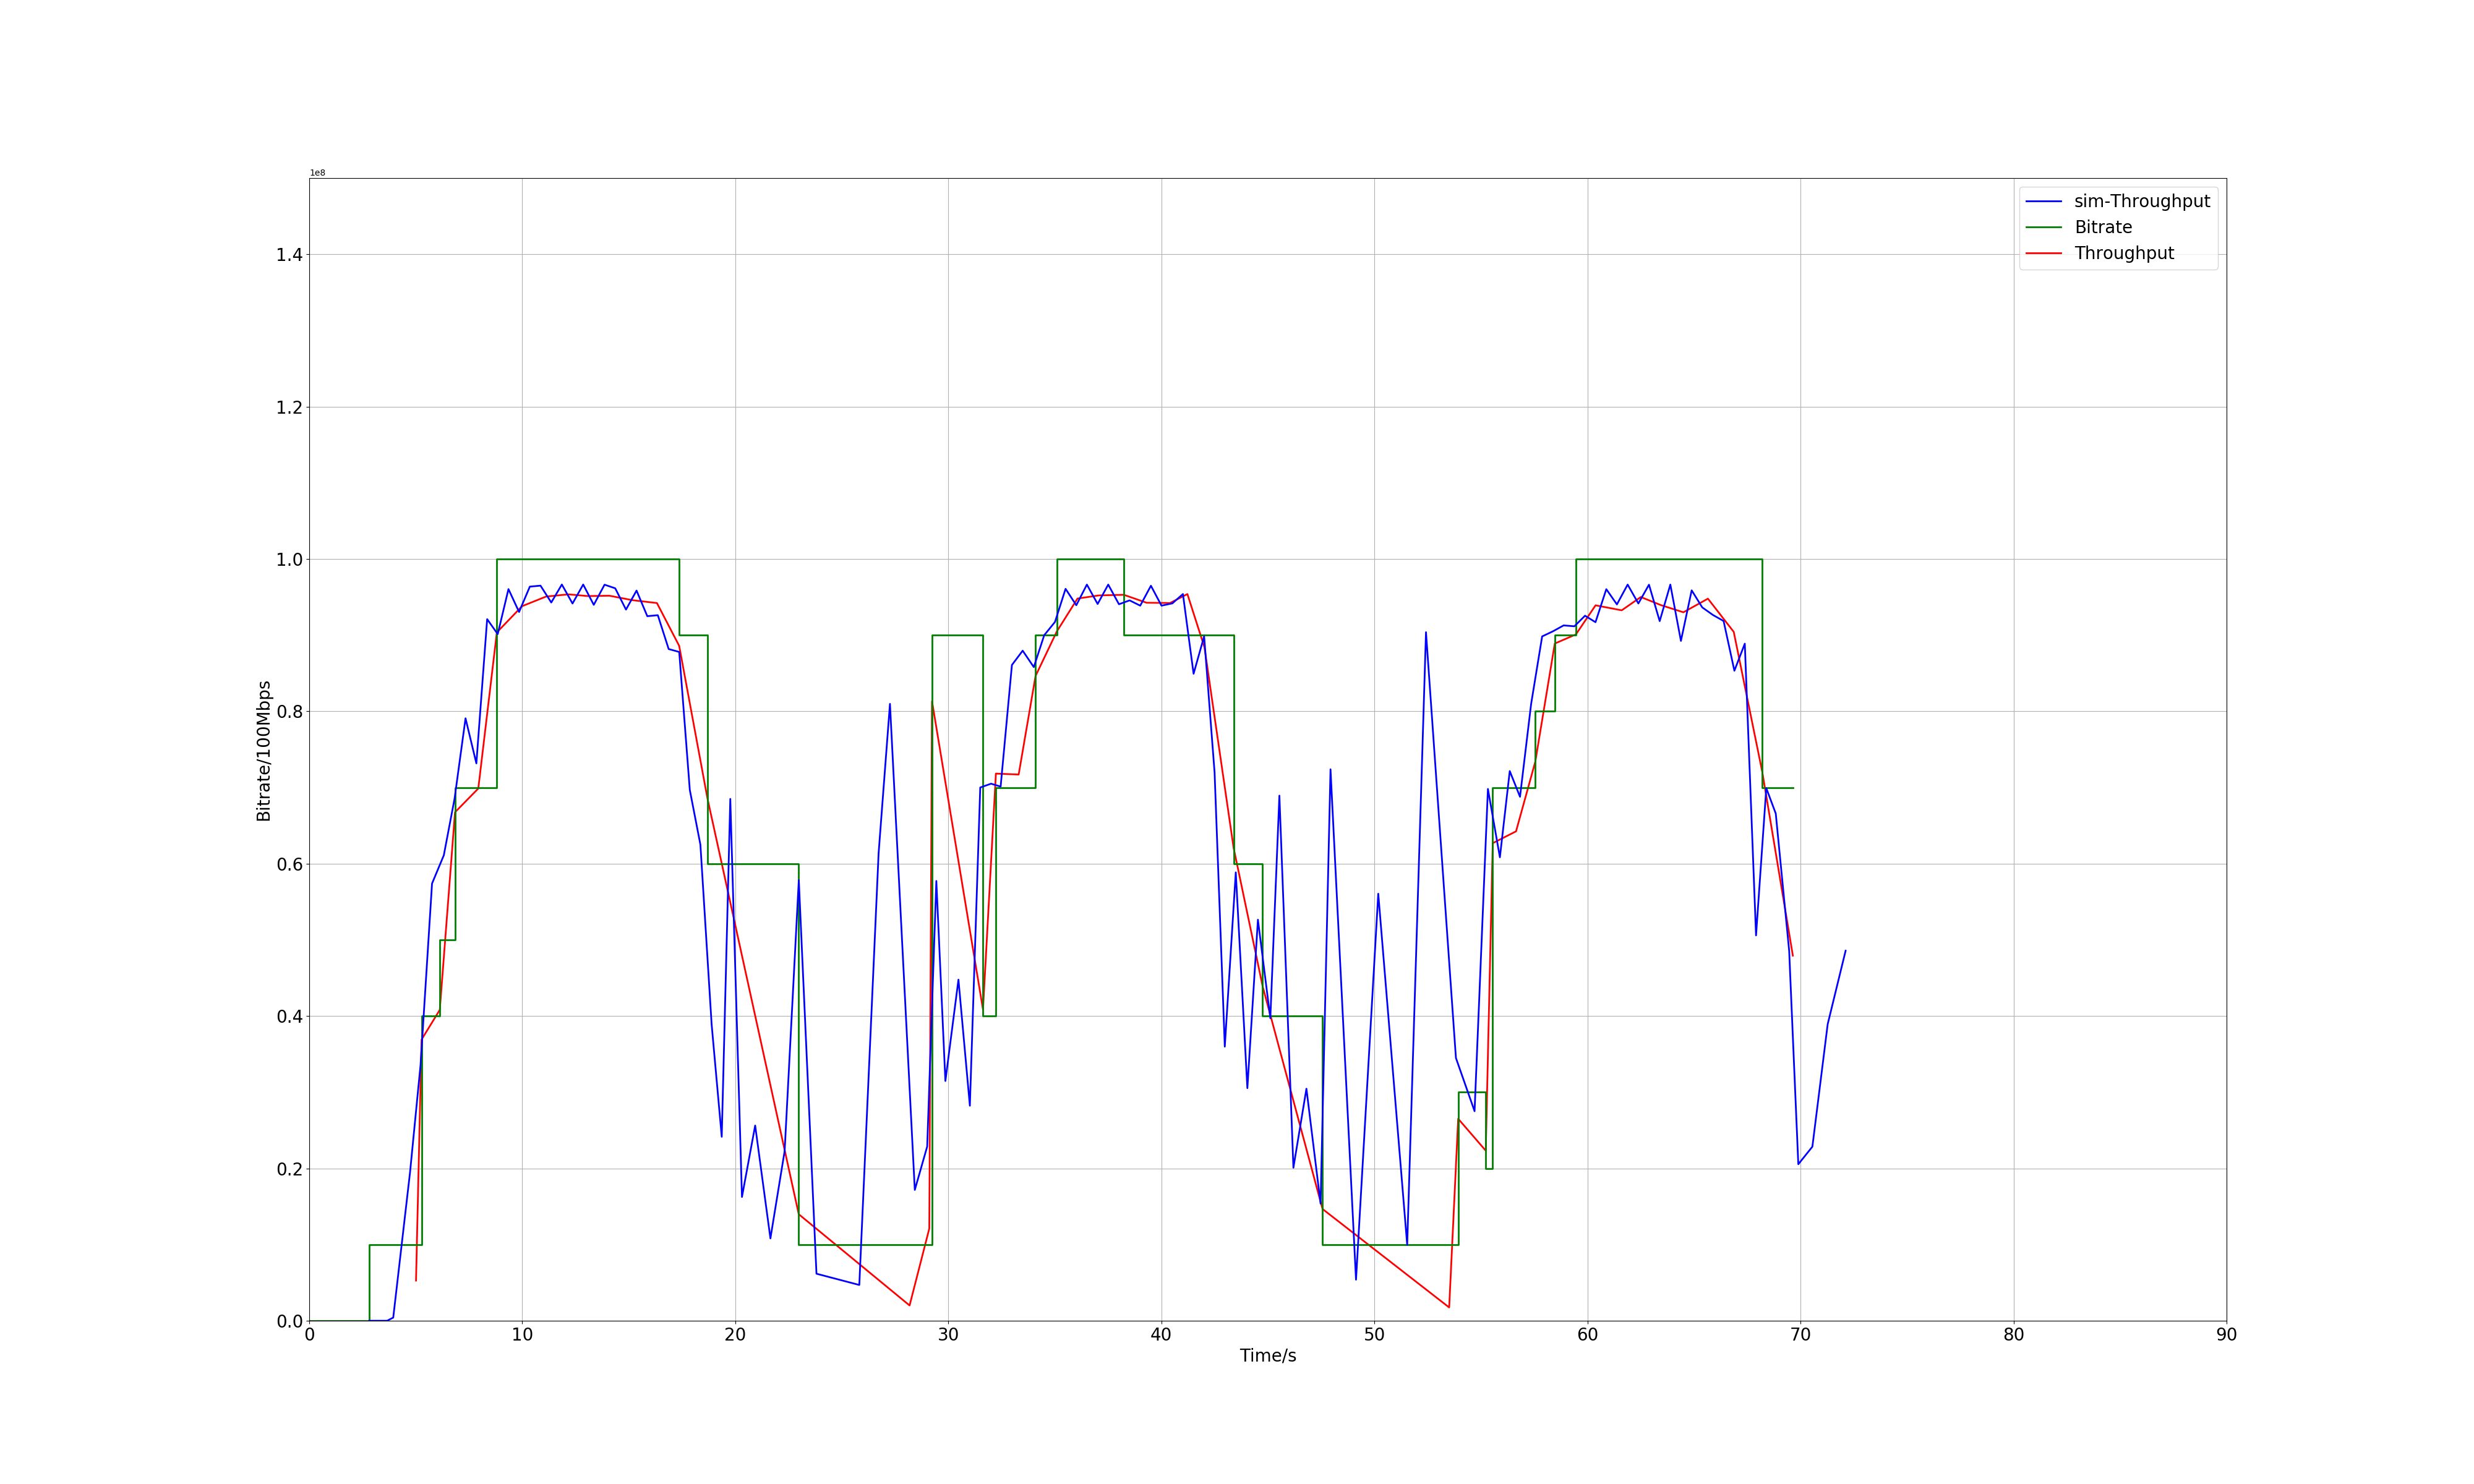 1e8
sim-Throughput
Bitrate
Throughput
1.4
1.2
1.0
0.8
0.6
0.4
0.2
0.0
Bitrate/100Mbps
0 10 20 30 40 50 60 70 80 90
Time/s